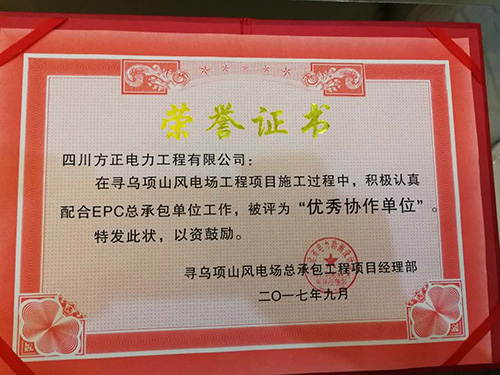 荣誉证书
四川方正电力工程有限公司：
在寻乌项山风电场工程项目施工过程中，积极认真
配合EPC总承包单位工作，被评为“优秀协作单位”。
特发此状，以资鼓励。
寻乌项山风电场总承包工程项目经理部
二〇一七年九月